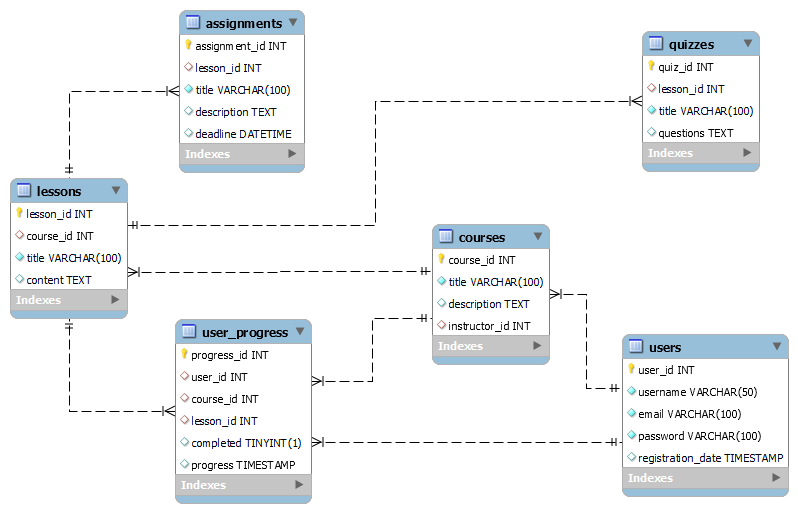 assignments
assignment_id INT
lesson_id INT
title VARCHAR(100)
description TEXT
deadline DATETIME
Indexes
quizzes
quiz_id INT
lesson_id INT
title VARCHAR(100)
questions TEXT
Indexes
lessons
lesson_id INT
course_id INT
title VARCHAR(100)
content TEXT
Indexes
courses
course_id INT
title VARCHAR(100)
description TEXT
instructor_id INT
Indexes
user_progress
progress_id INT
user_id INT
course_id INT
lesson_id INT
completed TINYINT(1)
progress TIMESTAMP
Indexes
users
user_id INT
username VARCHAR(50)
email VARCHAR(100)
password VARCHAR(100)
registration_date TIMESTAMP
Indexes